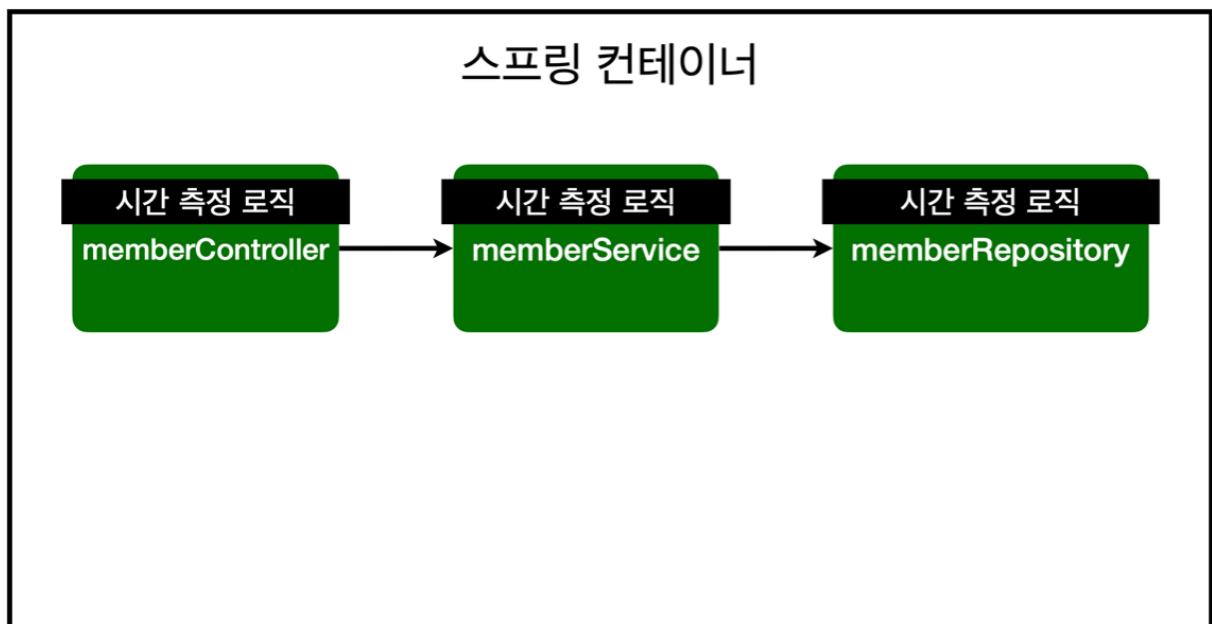 스프링 컨테이너
시간 측정 로직
memberController
시간 측정 로직
memberService
시간 측정 로직
memberRepository